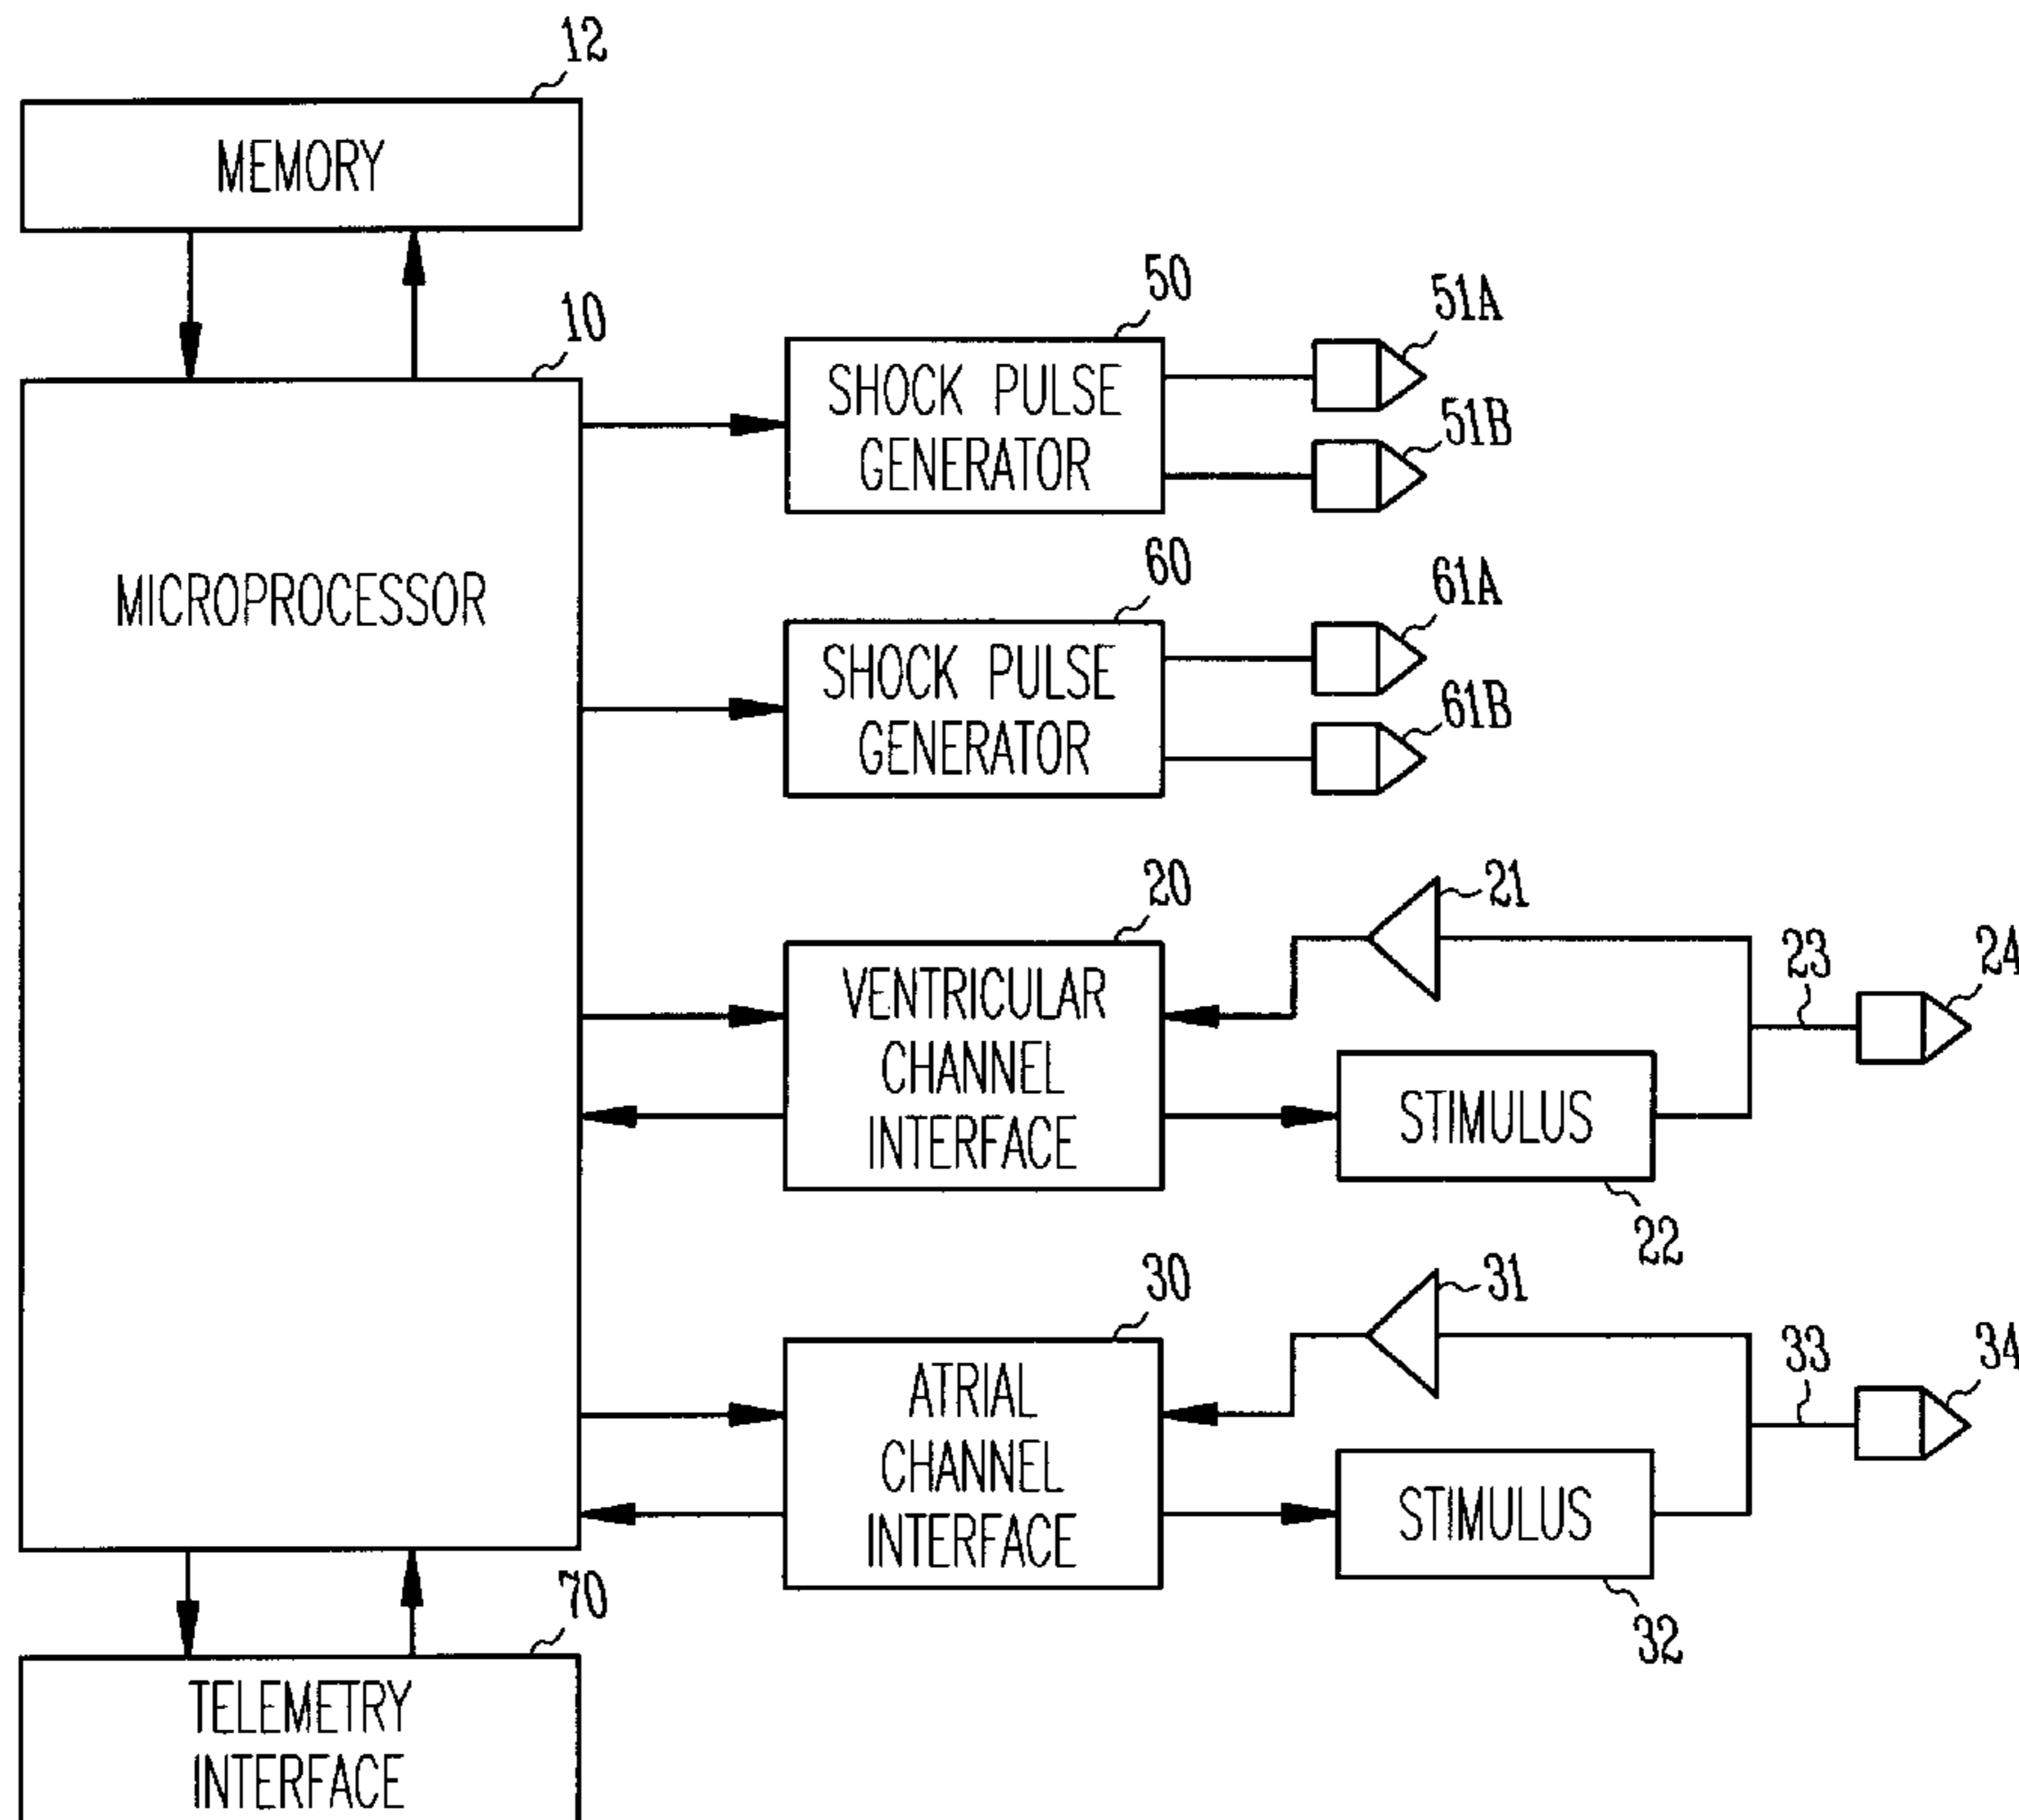 12
MEMORY
10
MICROPROCESSOR
50
SHOCK PULSE
GENERATOR
51A
51B
60
SHOCK PULSE
GENERATOR
61A
61B
20
VENTRICULAR
CHANNEL
INTERFACE
21
23
24
STIMULUS
22
30
ATRIAL
CHANNEL
INTERFACE
31
33
34
STIMULUS
32
70
TELEMETRY
INTERFACE